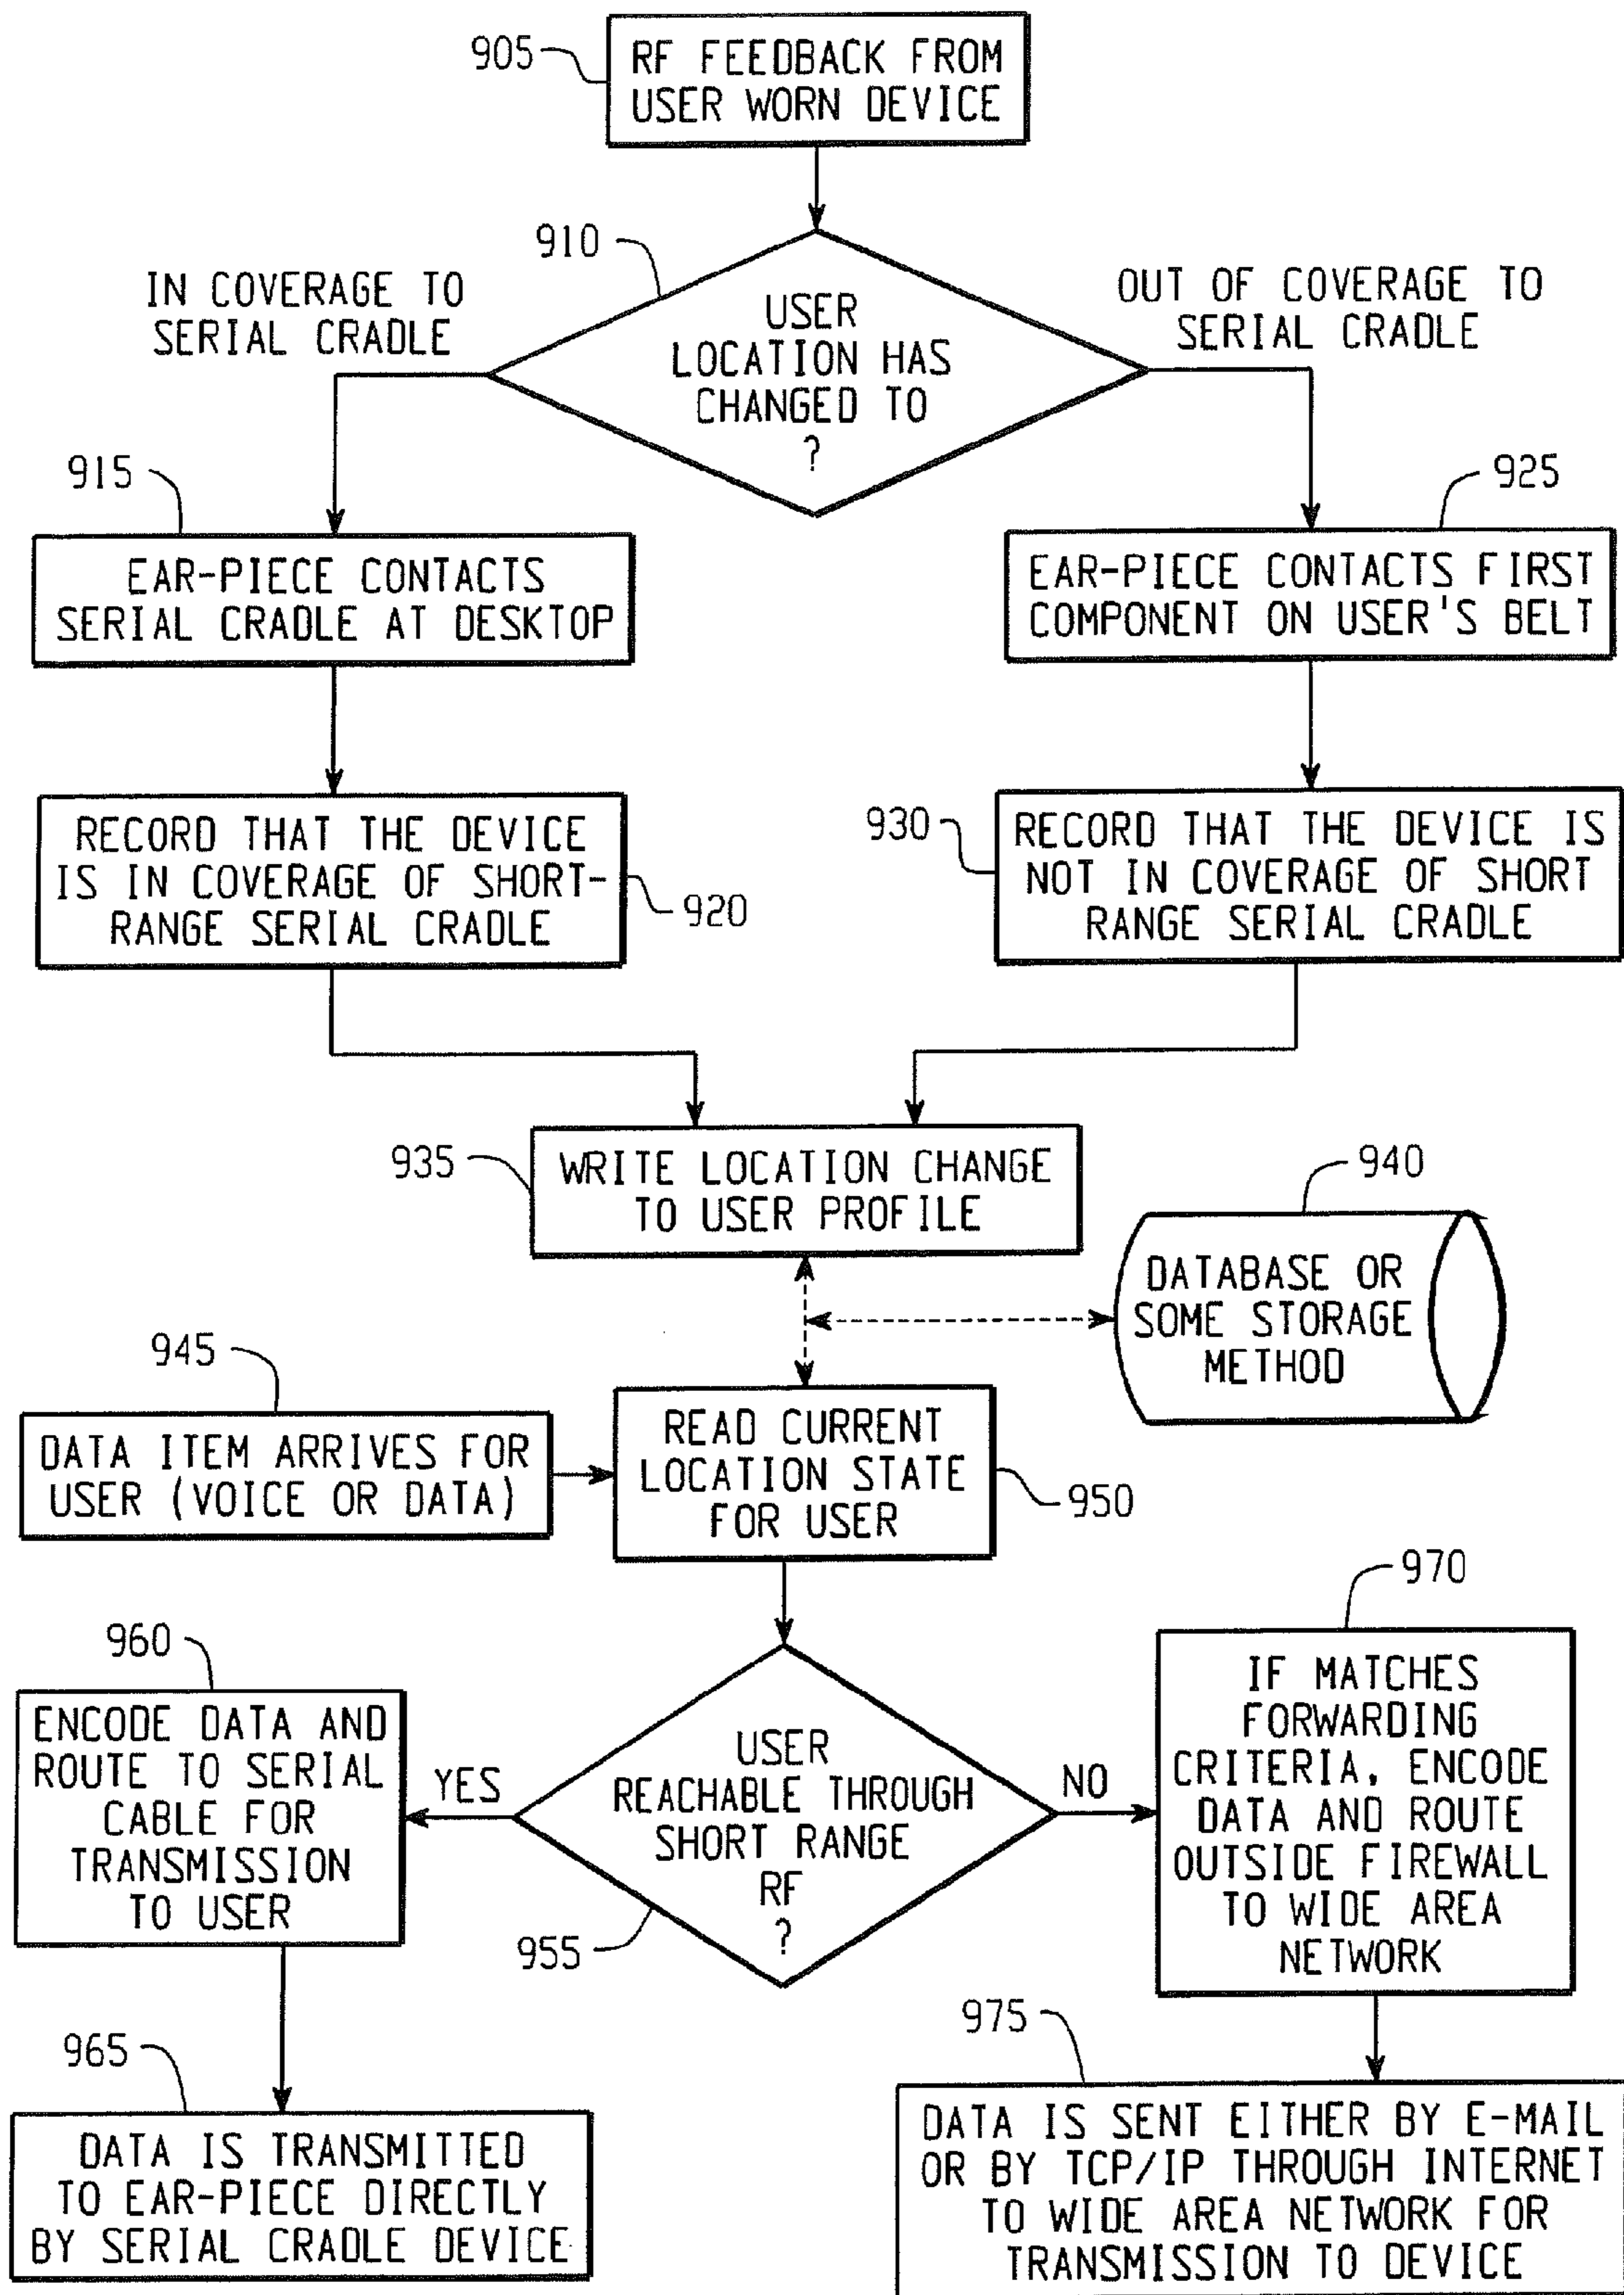 905
RF FEEDBACK FROM
USER WORN DEVICE
910
IN COVERAGE TO
SERIAL CRADLE
OUT OF COVERAGE TO
SERIAL CRADLE
USER
LOCATION HAS
CHANGED TO
?
915
EAR-PIECE CONTACTS
SERIAL CRADLE AT DESKTOP
925
EAR-PIECE CONTACTS FIRST
COMPONENT ON USER'S BELT
RECORD THAT THE DEVICE
IS IN COVERAGE OF SHORT-
RANGE SERIAL CRADLE
920
930
RECORD THAT THE DEVICE IS
NOT IN COVERAGE OF SHORT
RANGE SERIAL CRADLE
935
WRITE LOCATION CHANGE
TO USER PROFILE
940
DATABASE OR
SOME STORAGE
METHOD
945
DATA ITEM ARRIVES FOR
USER (VOICE OR DATA)
READ CURRENT
LOCATION STATE
FOR USER
950
960
ENCODE DATA AND
ROUTE TO SERIAL
CABLE FOR
TRANSMISSION
TO USER
YES
USER
REACHABLE THROUGH
SHORT RANGE
RF
?
955
NO
970
IF MATCHES
FORWARDING
CRITERIA, ENCODE
DATA AND ROUTE
OUTSIDE FIREWALL
TO WIDE AREA
NETWORK
965
DATA IS TRANSMITTED
TO EAR-PIECE DIRECTLY
BY SERIAL CRADLE DEVICE
975
DATA IS SENT EITHER BY E-MAIL
OR BY TCP/IP THROUGH INTERNET
TO WIDE AREA NETWORK FOR
TRANSMISSION TO DEVICE